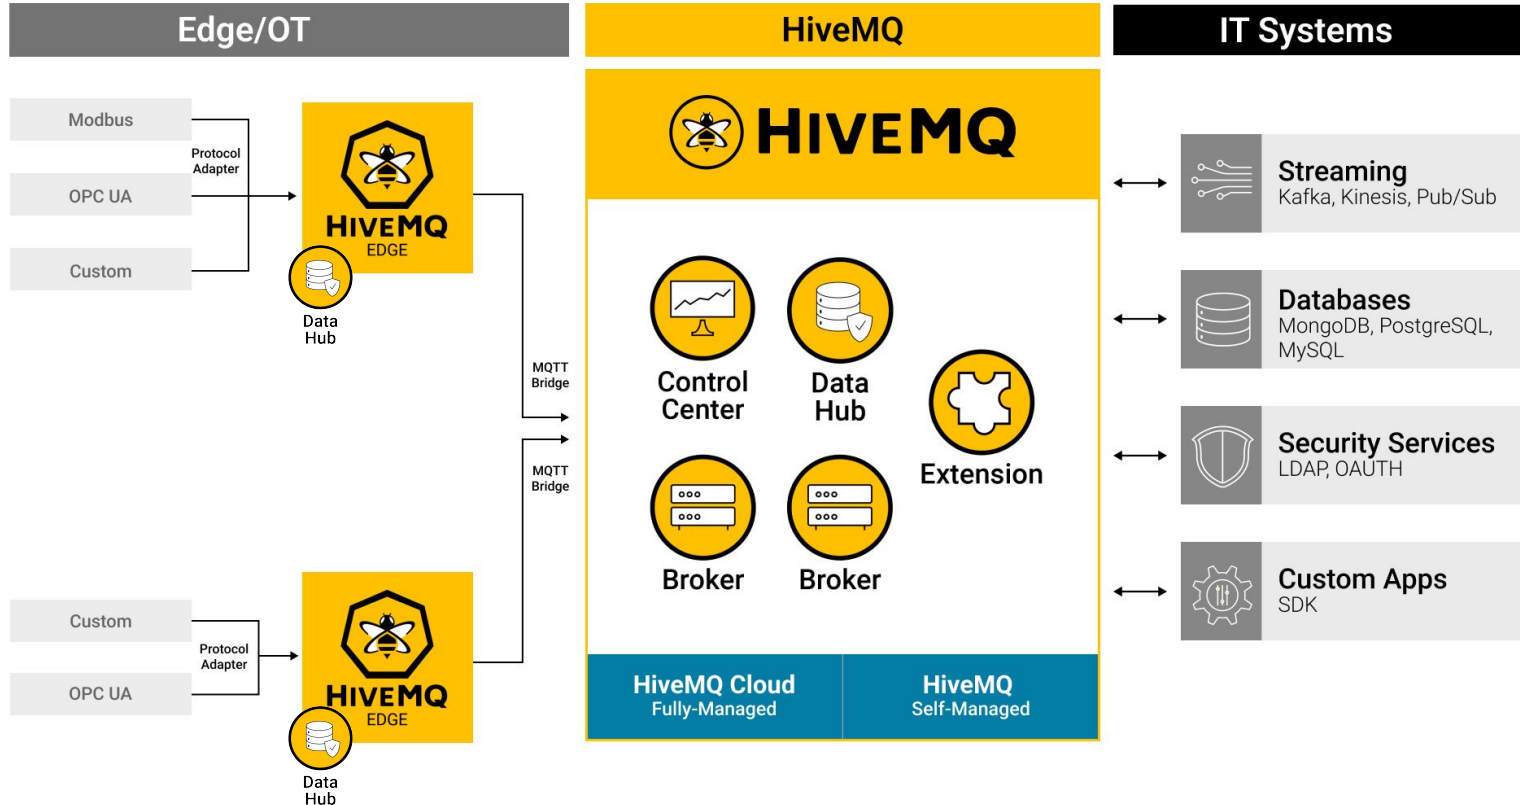 Edge/OT
HiveMQ
IT Systems
Modbus
OPC UA
Custom
Protocol
Adapter
HIVEMQ
EDGE
Data
Hub
MQTT
Bridge
MQTT
Bridge
Custom
OPC UA
Protocol
Adapter
HIVEMQ
EDGE
Data
Hub
HIVEMQ
Control
Center
Data
Hub
Extension
Broker
Broker
HiveMQ Cloud
Fully-Managed
HiveMQ
Self-Managed
Streaming
Kafka, Kinesis, Pub/Sub
Databases
MongoDB, PostgreSQL,
MySQL
Security Services
LDAP, OAUTH
Custom Apps
SDK